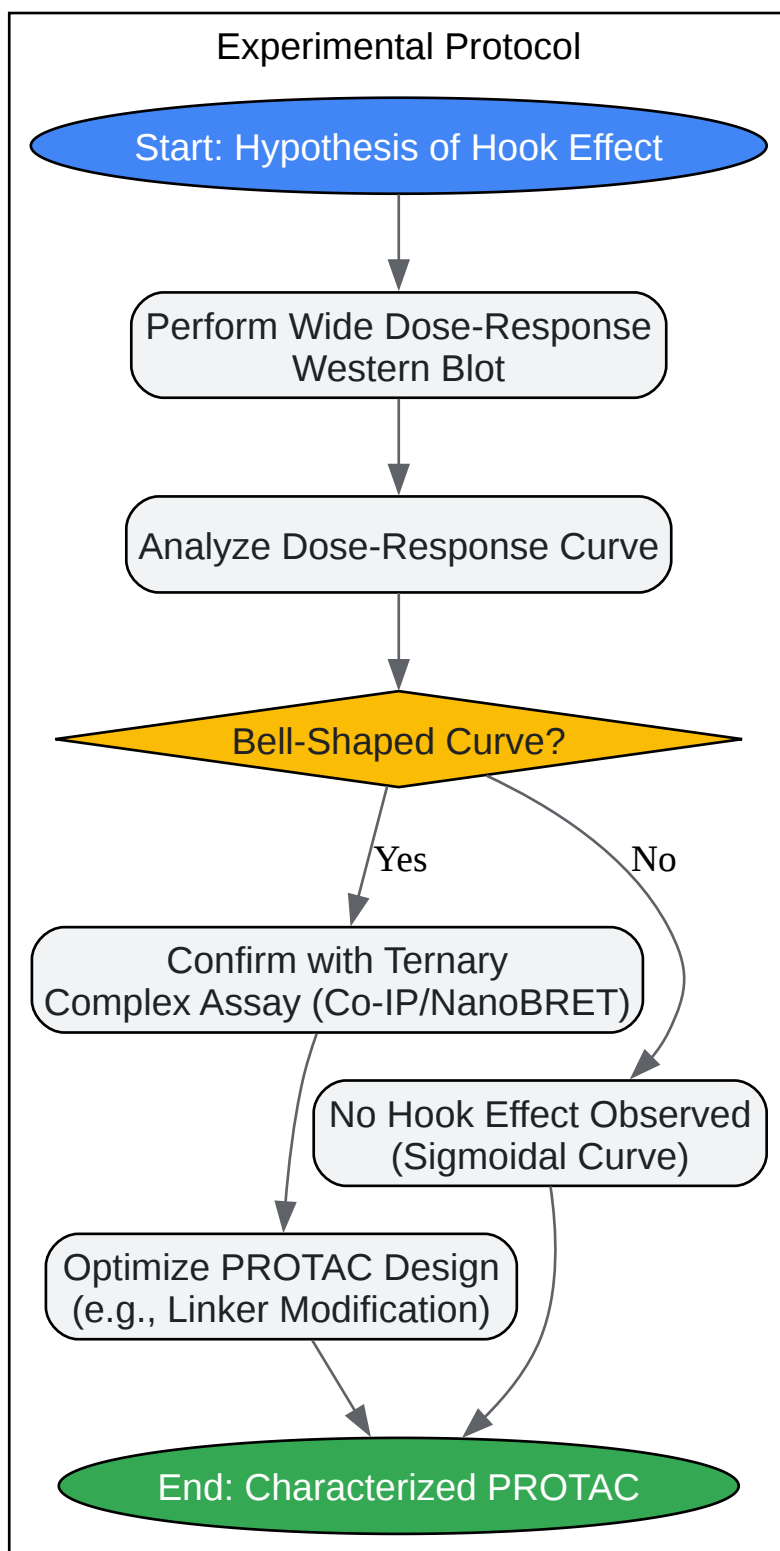 Experimental Protocol
Start: Hypothesis of Hook Effect
Perform Wide Dose-Response
Western Blot
Analyze Dose-Response Curve
Bell-Shaped Curve?
Yes
No
Confirm with Ternary
Complex Assay (Co-IP/NanoBRET)
No Hook Effect Observed
(Sigmoidal Curve)
Optimize PROTAC Design
(e.g., Linker Modification)
End: Characterized PROTAC